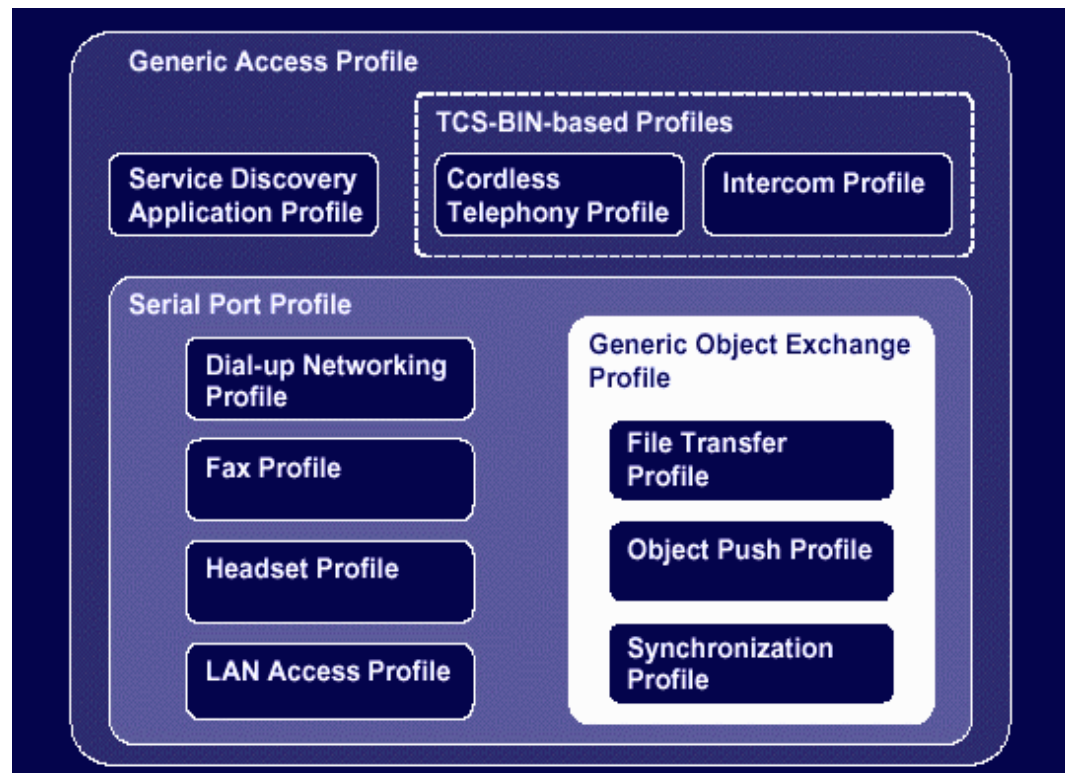 Generic Access Profile
TCS-BIN-based Profiles
Service Discovery
Application Profile
Cordless
Telephony Profile
Intercom Profile
Serial Port Profile
Dial-up Networking
Profile
Fax Profile
Headset Profile
LAN Access Profile
Generic Object Exchange
Profile
File Transfer
Profile
Object Push Profile
Synchronization
Profile